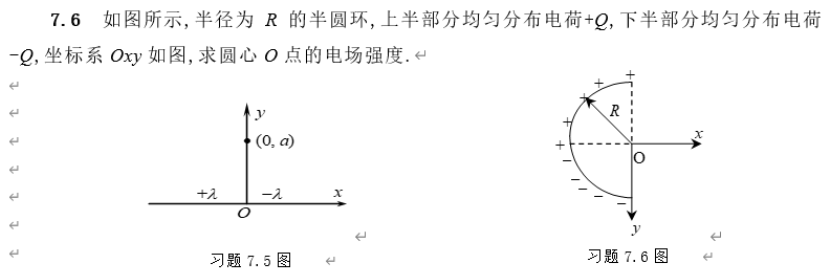 7.6 如图所示,半径为 R 的半圆环,上半部分均匀分布电荷+Q,下半部分均匀分布电荷
-Q,坐标系 Oxy 如图,求圆心 O 点的电场强度.
y
(0, a)
+λ
-λ
x
O
习题 7.5 图
+
+
+
+
R
x
O
-
-
-
-
-
y
习题 7.6 图